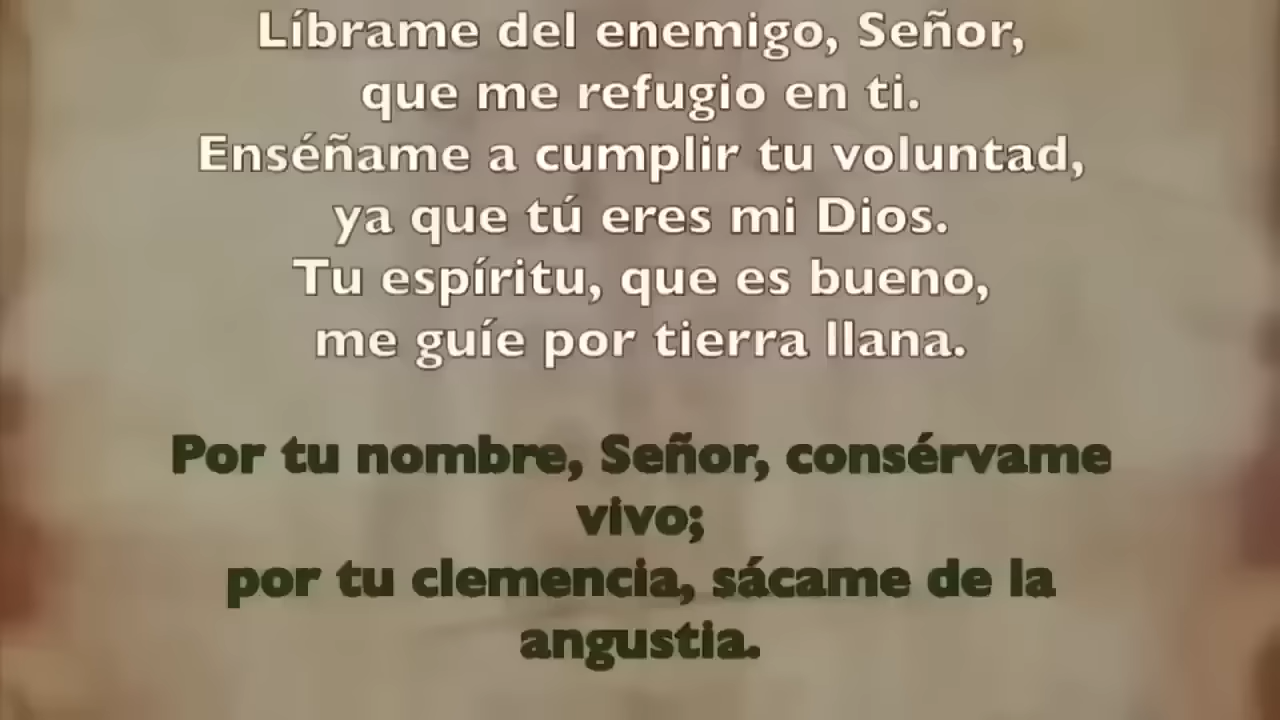 Líbrame del enemigo, Señor,
que me refugio en ti.
Enséñame a cumplir tu voluntad,
ya que tú eres mi Dios.
Tu espíritu, que es bueno,
me guíe por tierra llana.
Por tu nombre, Señor, consérvame
vivo;
por tu clemencia, sácame de la
angustia.